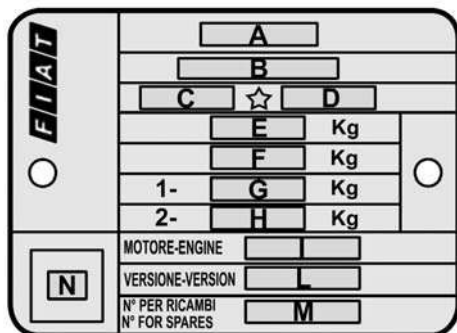 FIAT
A
B
C ☆ D
E Kg
F Kg
1- G Kg
2- H Kg
MOTORE-ENGINE I
VERSIONE-VERSION L
N
N° PER RICAMBI
N° FOR SPARES M